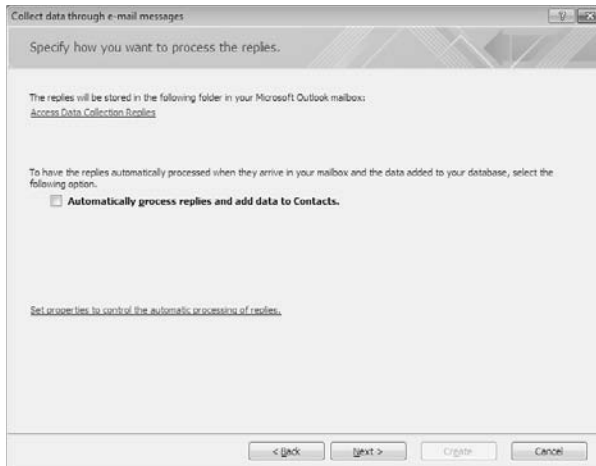 Collect data through e-mail messages
Specify how you want to process the replies.
The replies will be stored in the following folder in your Microsoft Outlook mailbox:
Access Data Collection Replies
To have the replies automatically processed when they arrive in your mailbox and the data added to your database, select the
following option.
Automatically process replies and add data to Contacts.
Set properties to control the automatic processing of replies.
< Back Next > Create Cancel